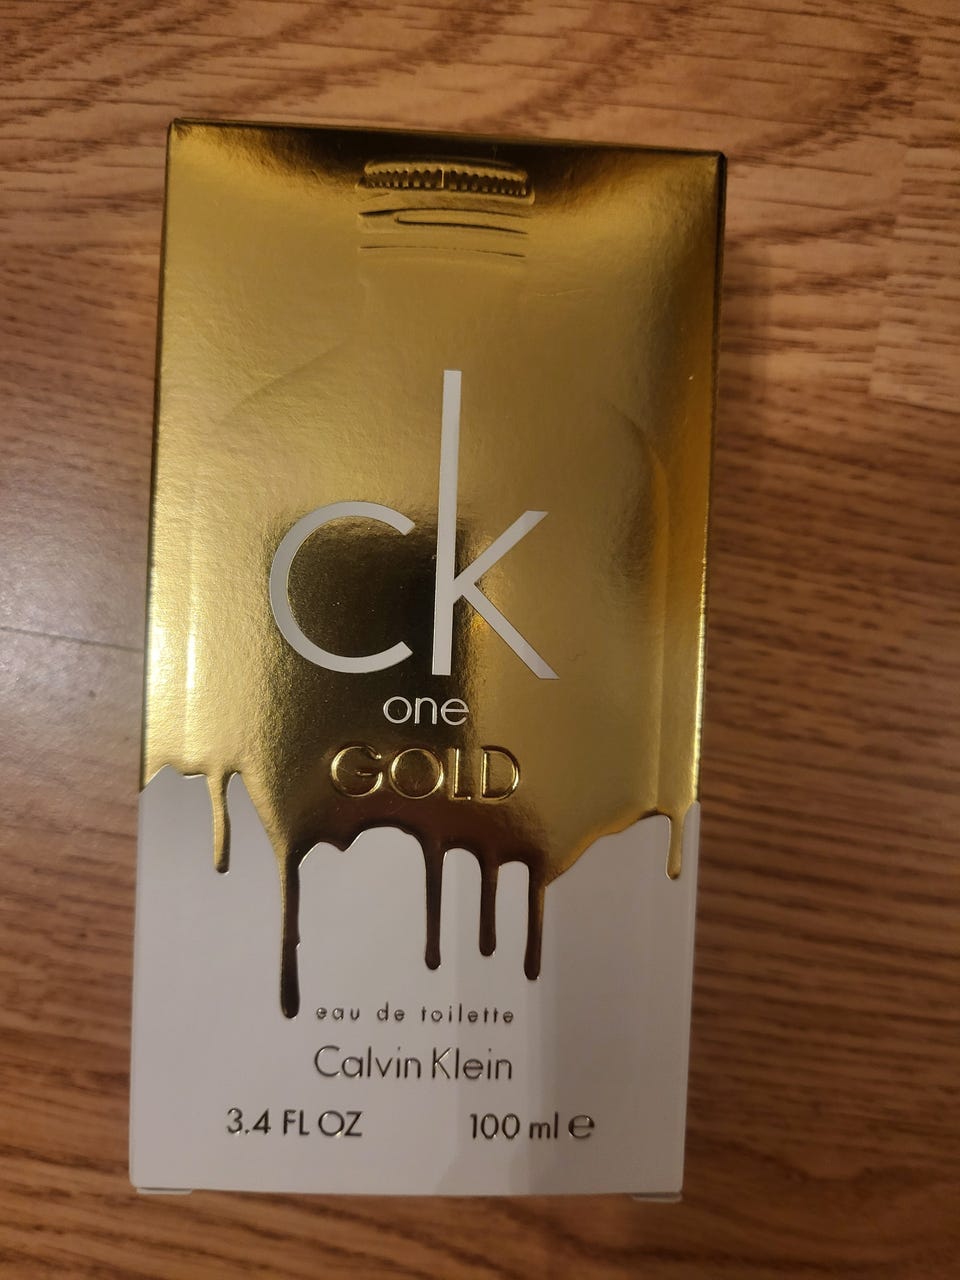 ck
one
GOLD
eau de toilette
Calvin Klein
3.4 FL OZ 100 ml ℮